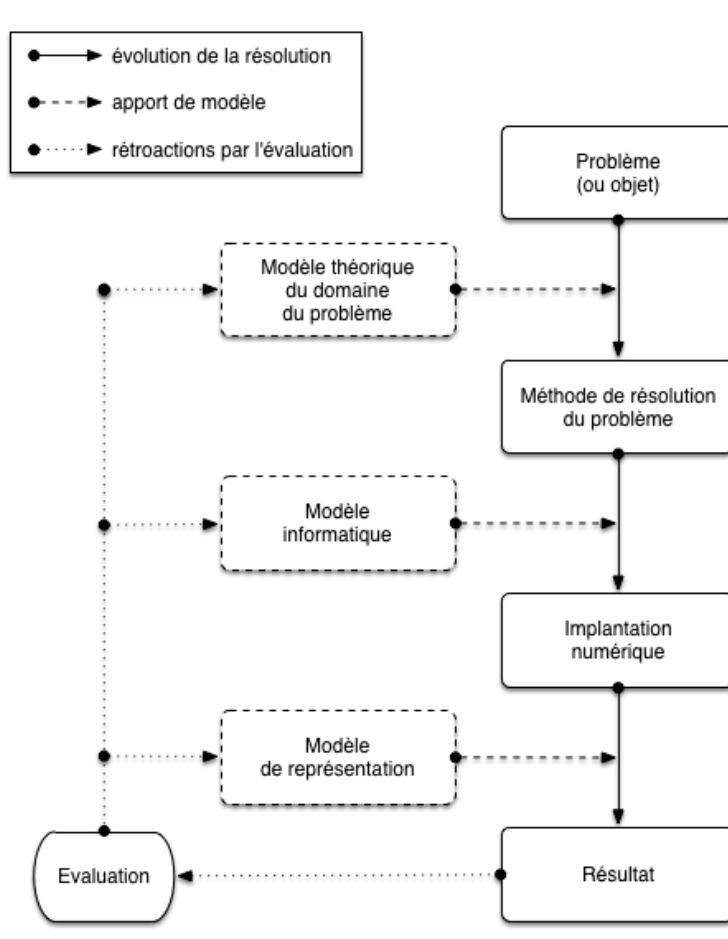 évolution de la résolution
apport de modèle
rétroactions par l'évaluation
Problème
(ou objet)
Modèle théorique
du domaine
du problème
Méthode de résolution
du problème
Modèle
informatique
Implantation
numérique
Modèle
de représentation
Evaluation
Résultat